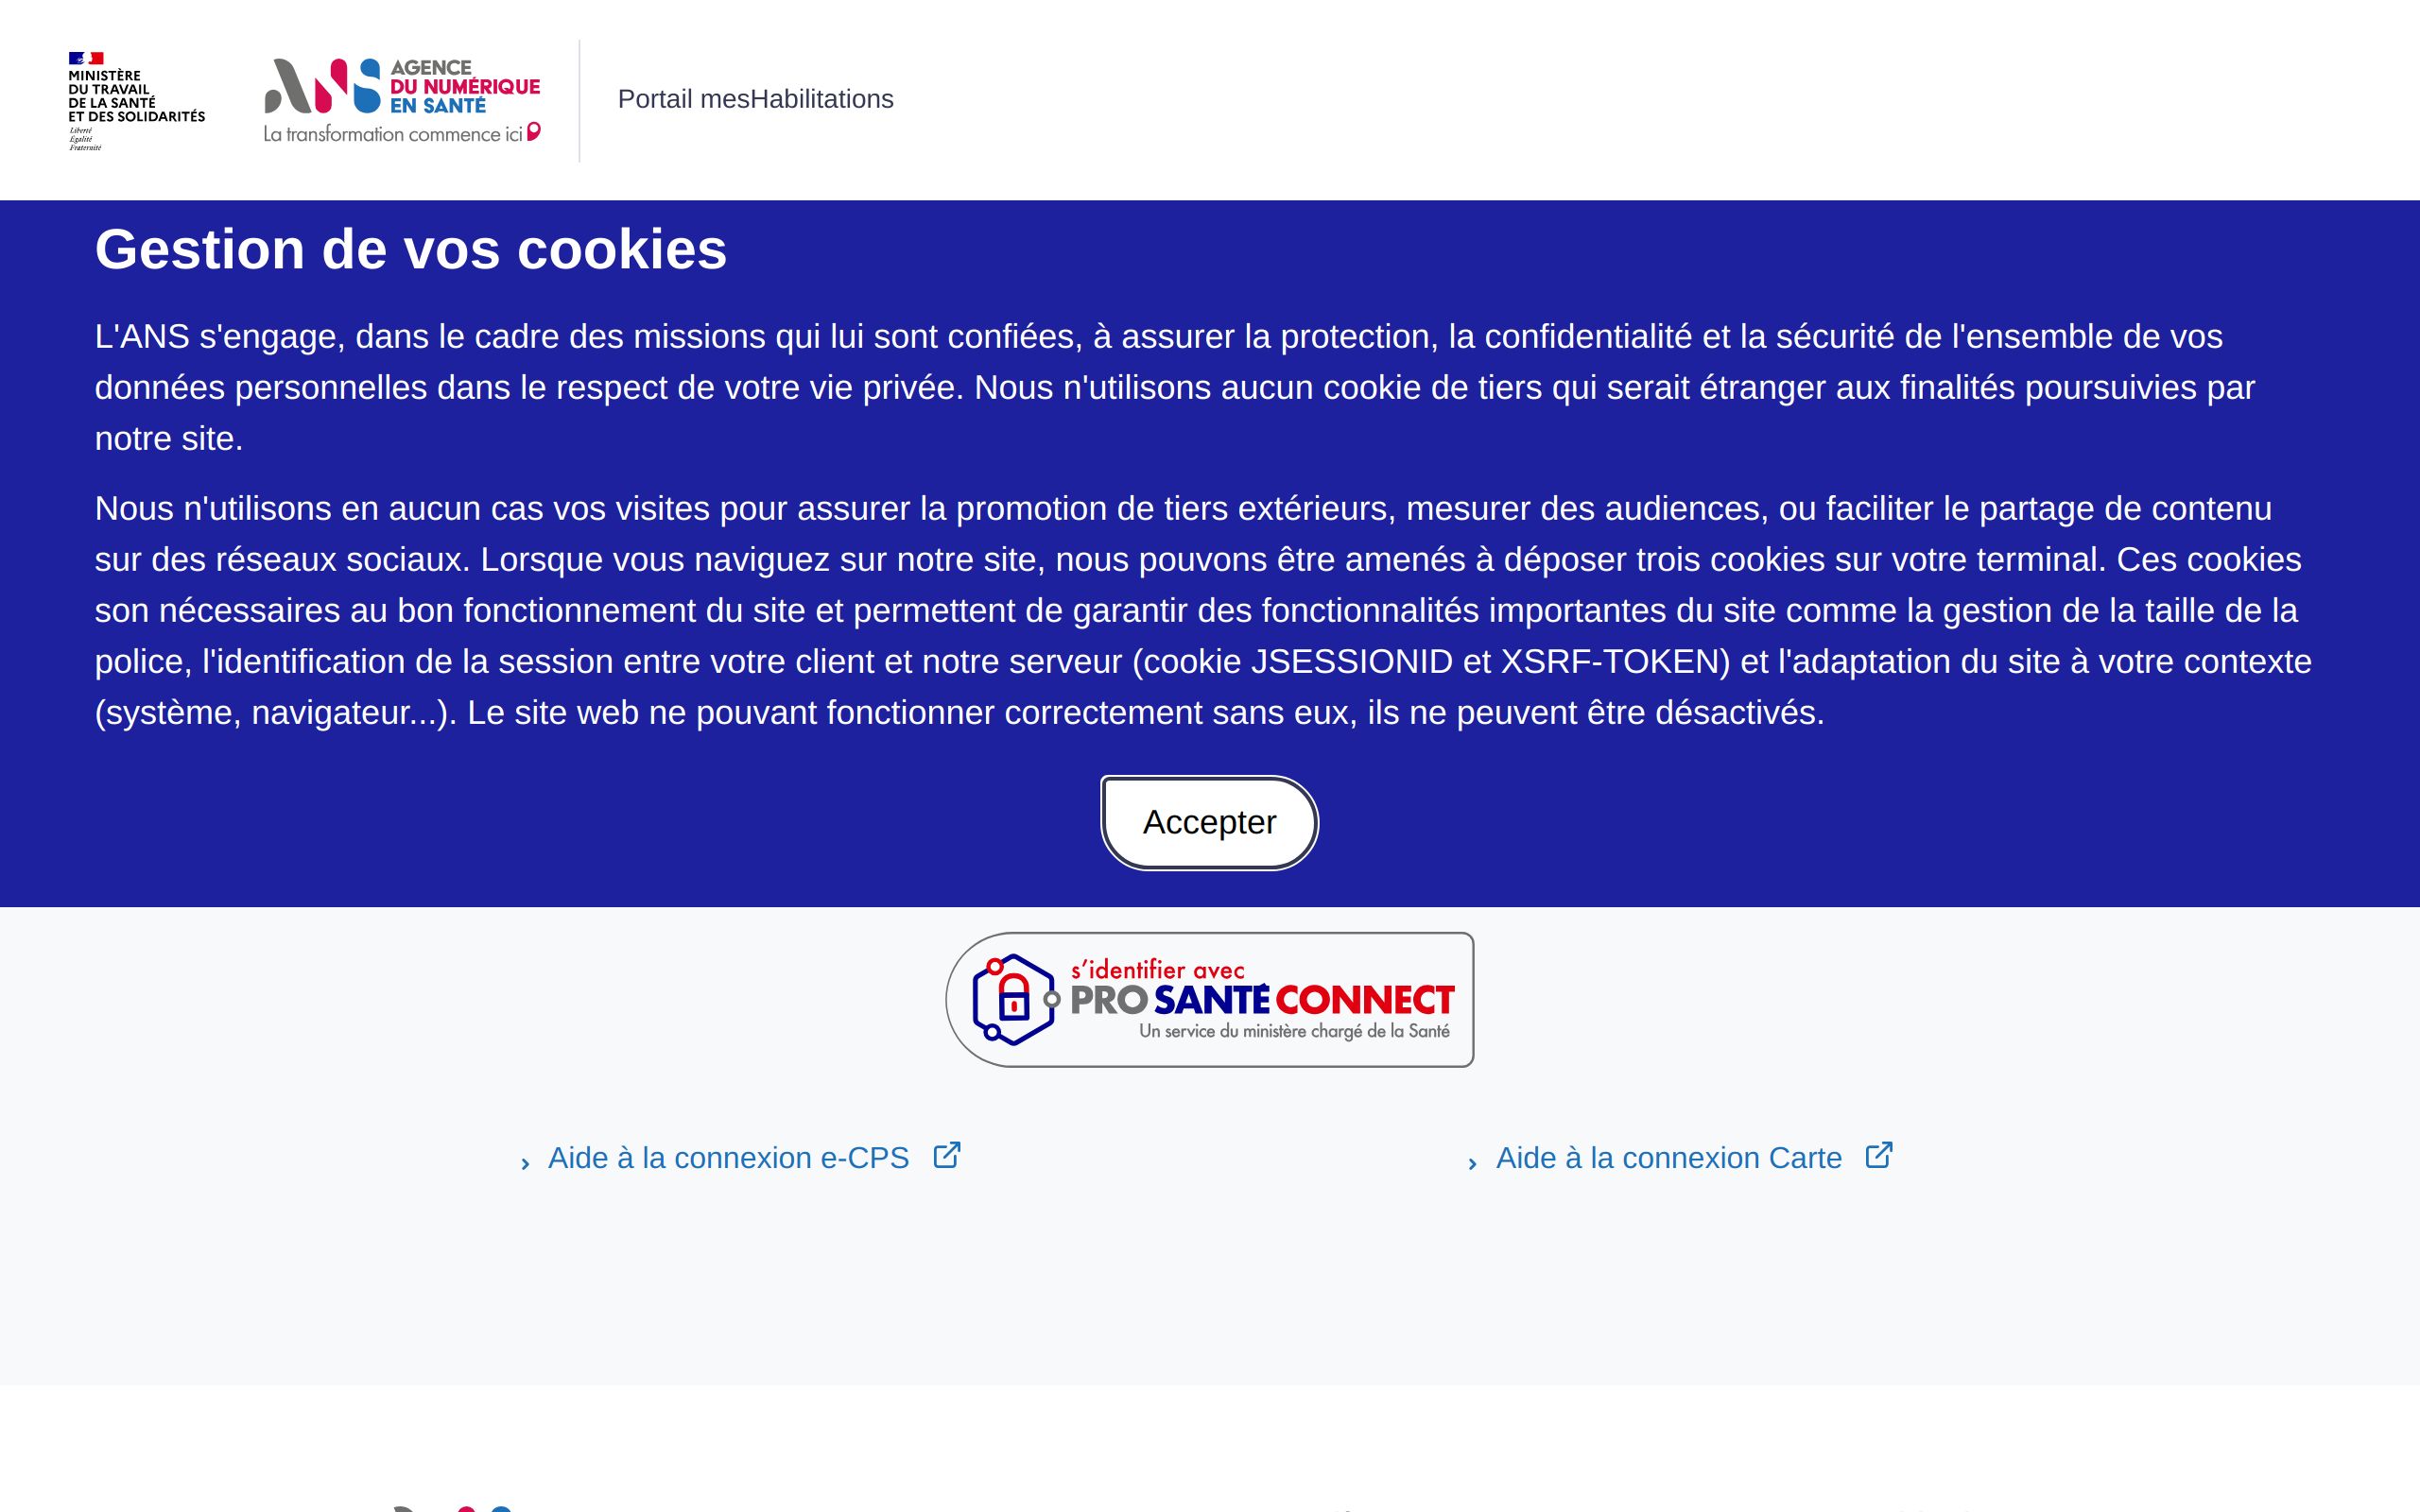 MINISTÈRE
DU TRAVAIL
DE LA SANTÉ
ET DES SOLIDARITÉS
Liberté
Égalité
Fraternité
AGENCE
DU NUMÉRIQUE
EN SANTÉ
La transformation commence ici
Portail mesHabilitations
Gestion de vos cookies
L'ANS s'engage, dans le cadre des missions qui lui sont confiées, à assurer la protection, la confidentialité et la sécurité de l'ensemble de vos
données personnelles dans le respect de votre vie privée. Nous n'utilisons aucun cookie de tiers qui serait étranger aux finalités poursuivies par
notre site.
Nous n'utilisons en aucun cas vos visites pour assurer la promotion de tiers extérieurs, mesurer des audiences, ou faciliter le partage de contenu
sur des réseaux sociaux. Lorsque vous naviguez sur notre site, nous pouvons être amenés à déposer trois cookies sur votre terminal. Ces cookies
son nécessaires au bon fonctionnement du site et permettent de garantir des fonctionnalités importantes du site comme la gestion de la taille de la
police, l'identification de la session entre votre client et notre serveur (cookie JSESSIONID et XSRF-TOKEN) et l'adaptation du site à votre contexte
(système, navigateur...). Le site web ne pouvant fonctionner correctement sans eux, ils ne peuvent être désactivés.
Accepter
s'identifier avec
PRO SANTÉ CONNECT
Un service du ministère chargé de la Santé
Aide à la connexion e-CPS
Aide à la connexion Carte